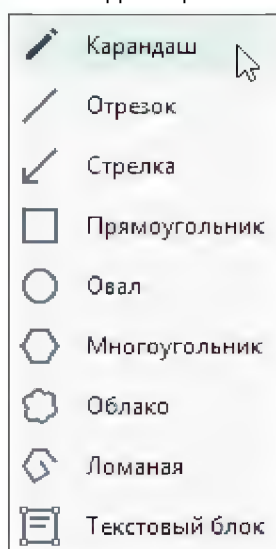 Карандаш
Отрезок
Стрелка
Прямоугольник
Овал
Многоугольник
Облако
Ломаная
Текстовый блок